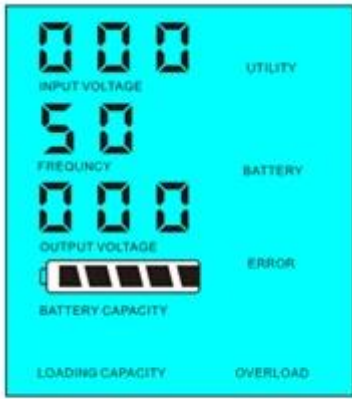 000
INPUT VOLTAGE
UTILITY
50
FREQUNCY
BATTERY
000
OUTPUT VOLTAGE
ERROR
BATTERY CAPACITY
LOADING CAPACITY
OVERLOAD